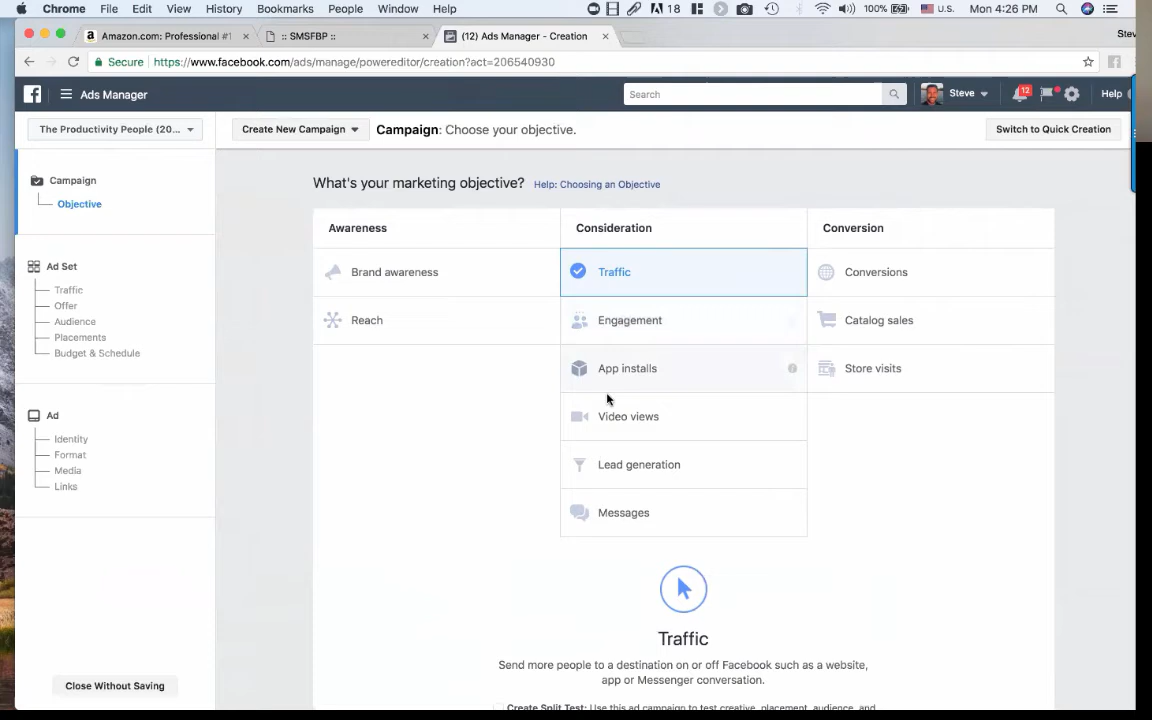 Chrome File Edit View History Bookmarks People Window Help 18 100% U.S. Mon 4:26 PM
Amazon.com: Professional #1 × :: SMSFBP :: × (12) Ads Manager - Creation × Stev
Secure https://www.facebook.com/ads/manage/powereditor/creation?act=206540930
Ads Manager Search Steve 12 Help
The Productivity People (20... Create New Campaign Campaign: Choose your objective. Switch to Quick Creation
Campaign
Objective
Ad Set
Traffic
Offer
Audience
Placements
Budget & Schedule
Ad
Identity
Format
Media
Links
Close Without Saving
What's your marketing objective? Help: Choosing an Objective
Awareness Consideration Conversion
Brand awareness Traffic Conversions
Reach Engagement Catalog sales
App installs Store visits
Video views
Lead generation
Messages
Traffic
Send more people to a destination on or off Facebook such as a website,
app or Messenger conversation.
Create Split Test: Use this ad campaign to test creative, placement, audience, and